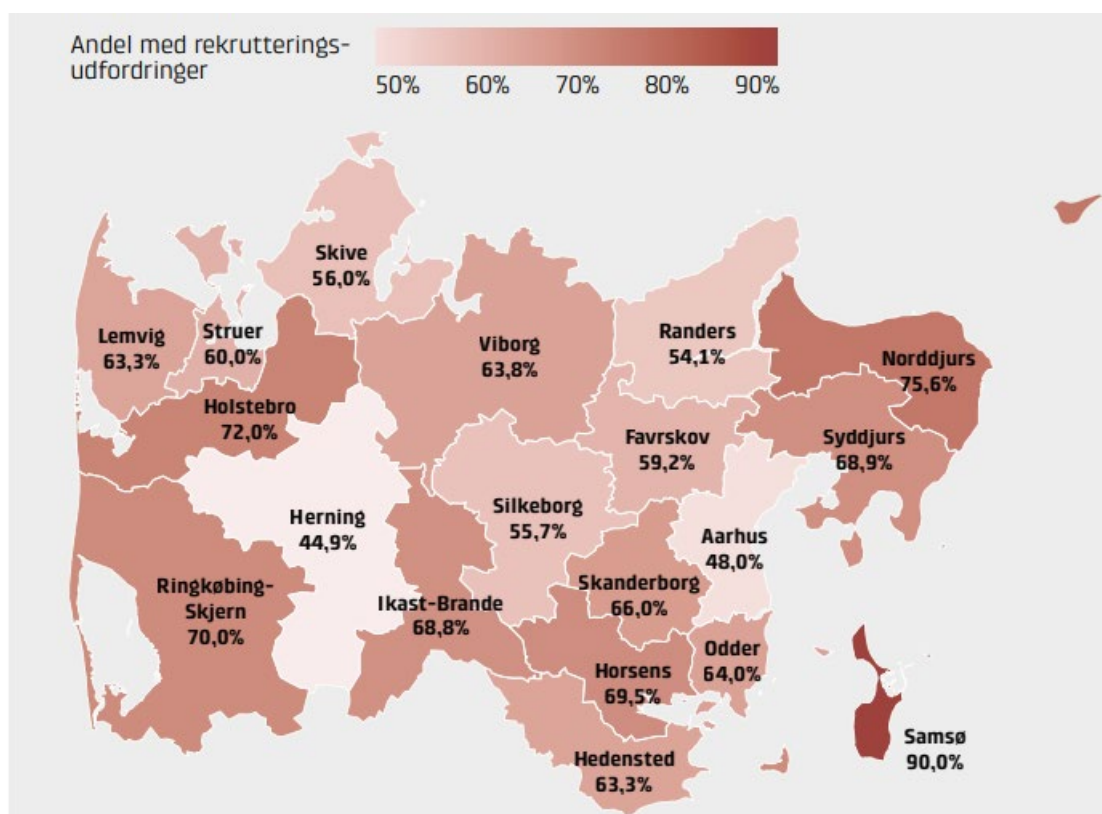 Andel med rekrutterings-
udfordringer
50% 60% 70% 80% 90%
Skive
56,0%
Lemvig
63,3%
Struer
60,0%
Viborg
63,8%
Randers
54,1%
Norddjurs
75,6%
Holstebro
72,0%
Favrskov
59,2%
Syddjurs
68,9%
Herning
44,9%
Silkeborg
55,7%
Aarhus
48,0%
Ringkøbing-
Skjern
70,0%
Ikast-Brande
68,8%
Skanderborg
66,0%
Horsens
69,5%
Odder
64,0%
Samsø
90,0%
Hedensted
63,3%